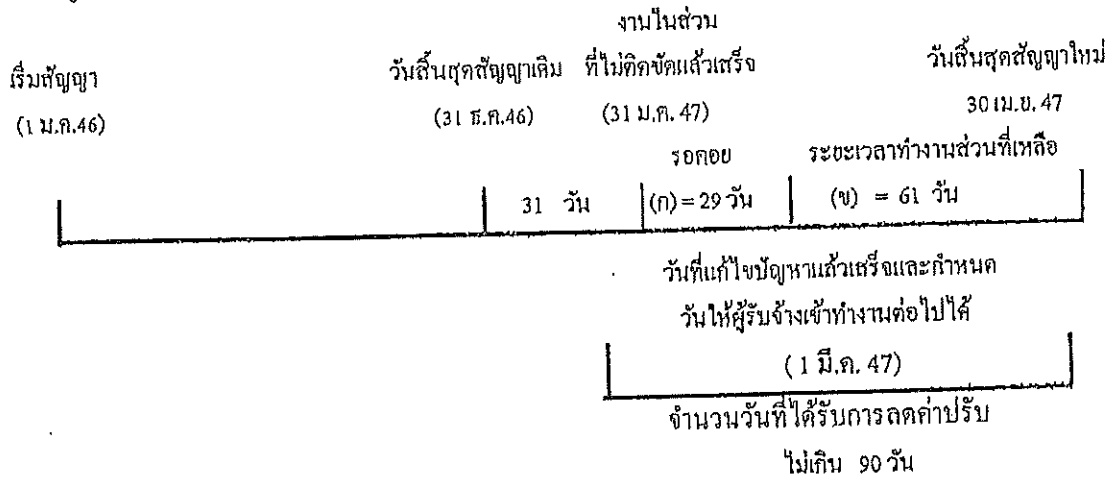 งานในส่วน
เริ่มสัญญา วันสิ้นสุดสัญญาเดิม ที่ไม่ติดขัดแล้วเสร็จ วันสิ้นสุดสัญญาใหม่
(1 ม.ค.46) (31 ธ.ค.46) (31 ม.ค. 47) 30 เม.ย. 47
รอคอย ระยะเวลาทำงานส่วนที่เหลือ
31 วัน (ก) = 29 วัน (ข) = 61 วัน
วันที่แก้ไขปัญหาแล้วเสร็จและกำหนด
วันให้ผู้รับจ้างเข้าทำงานต่อไปได้
( 1 มี.ค. 47)
จำนวนวันที่ได้รับการลดค่าปรับ
ไม่เกิน 90 วัน